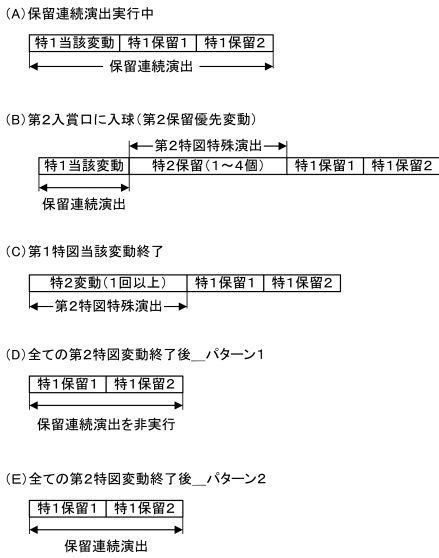 (A)保留連続演出実行中
特1当該変動 特1保留1 特1保留2
保留連続演出
(B)第2入賞口に入球(第2保留優先変動)
第2特図特殊演出
特1当該変動 特2保留(1~4個) 特1保留1 特1保留2
保留連続演出
(C)第1特図当該変動終了
特2変動(1回以上) 特1保留1 特1保留2
第2特図特殊演出
(D)全ての第2特図変動終了後__パターン1
特1保留1 特1保留2
保留連続演出を非実行
(E)全ての第2特図変動終了後__パターン2
特1保留1 特1保留2
保留連続演出